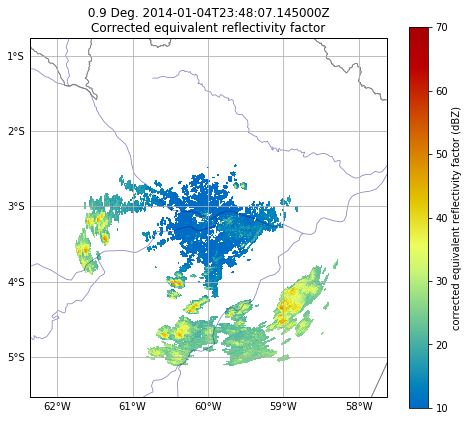 0.9 Deg. 2014-01-04T23:48:07.145000Z
Corrected equivalent reflectivity factor
1°S
2°S
3°S
4°S
5°S
62°W 61°W 60°W 59°W 58°W
70
60
50
40
30
20
10
corrected equivalent reflectivity factor (dBZ)